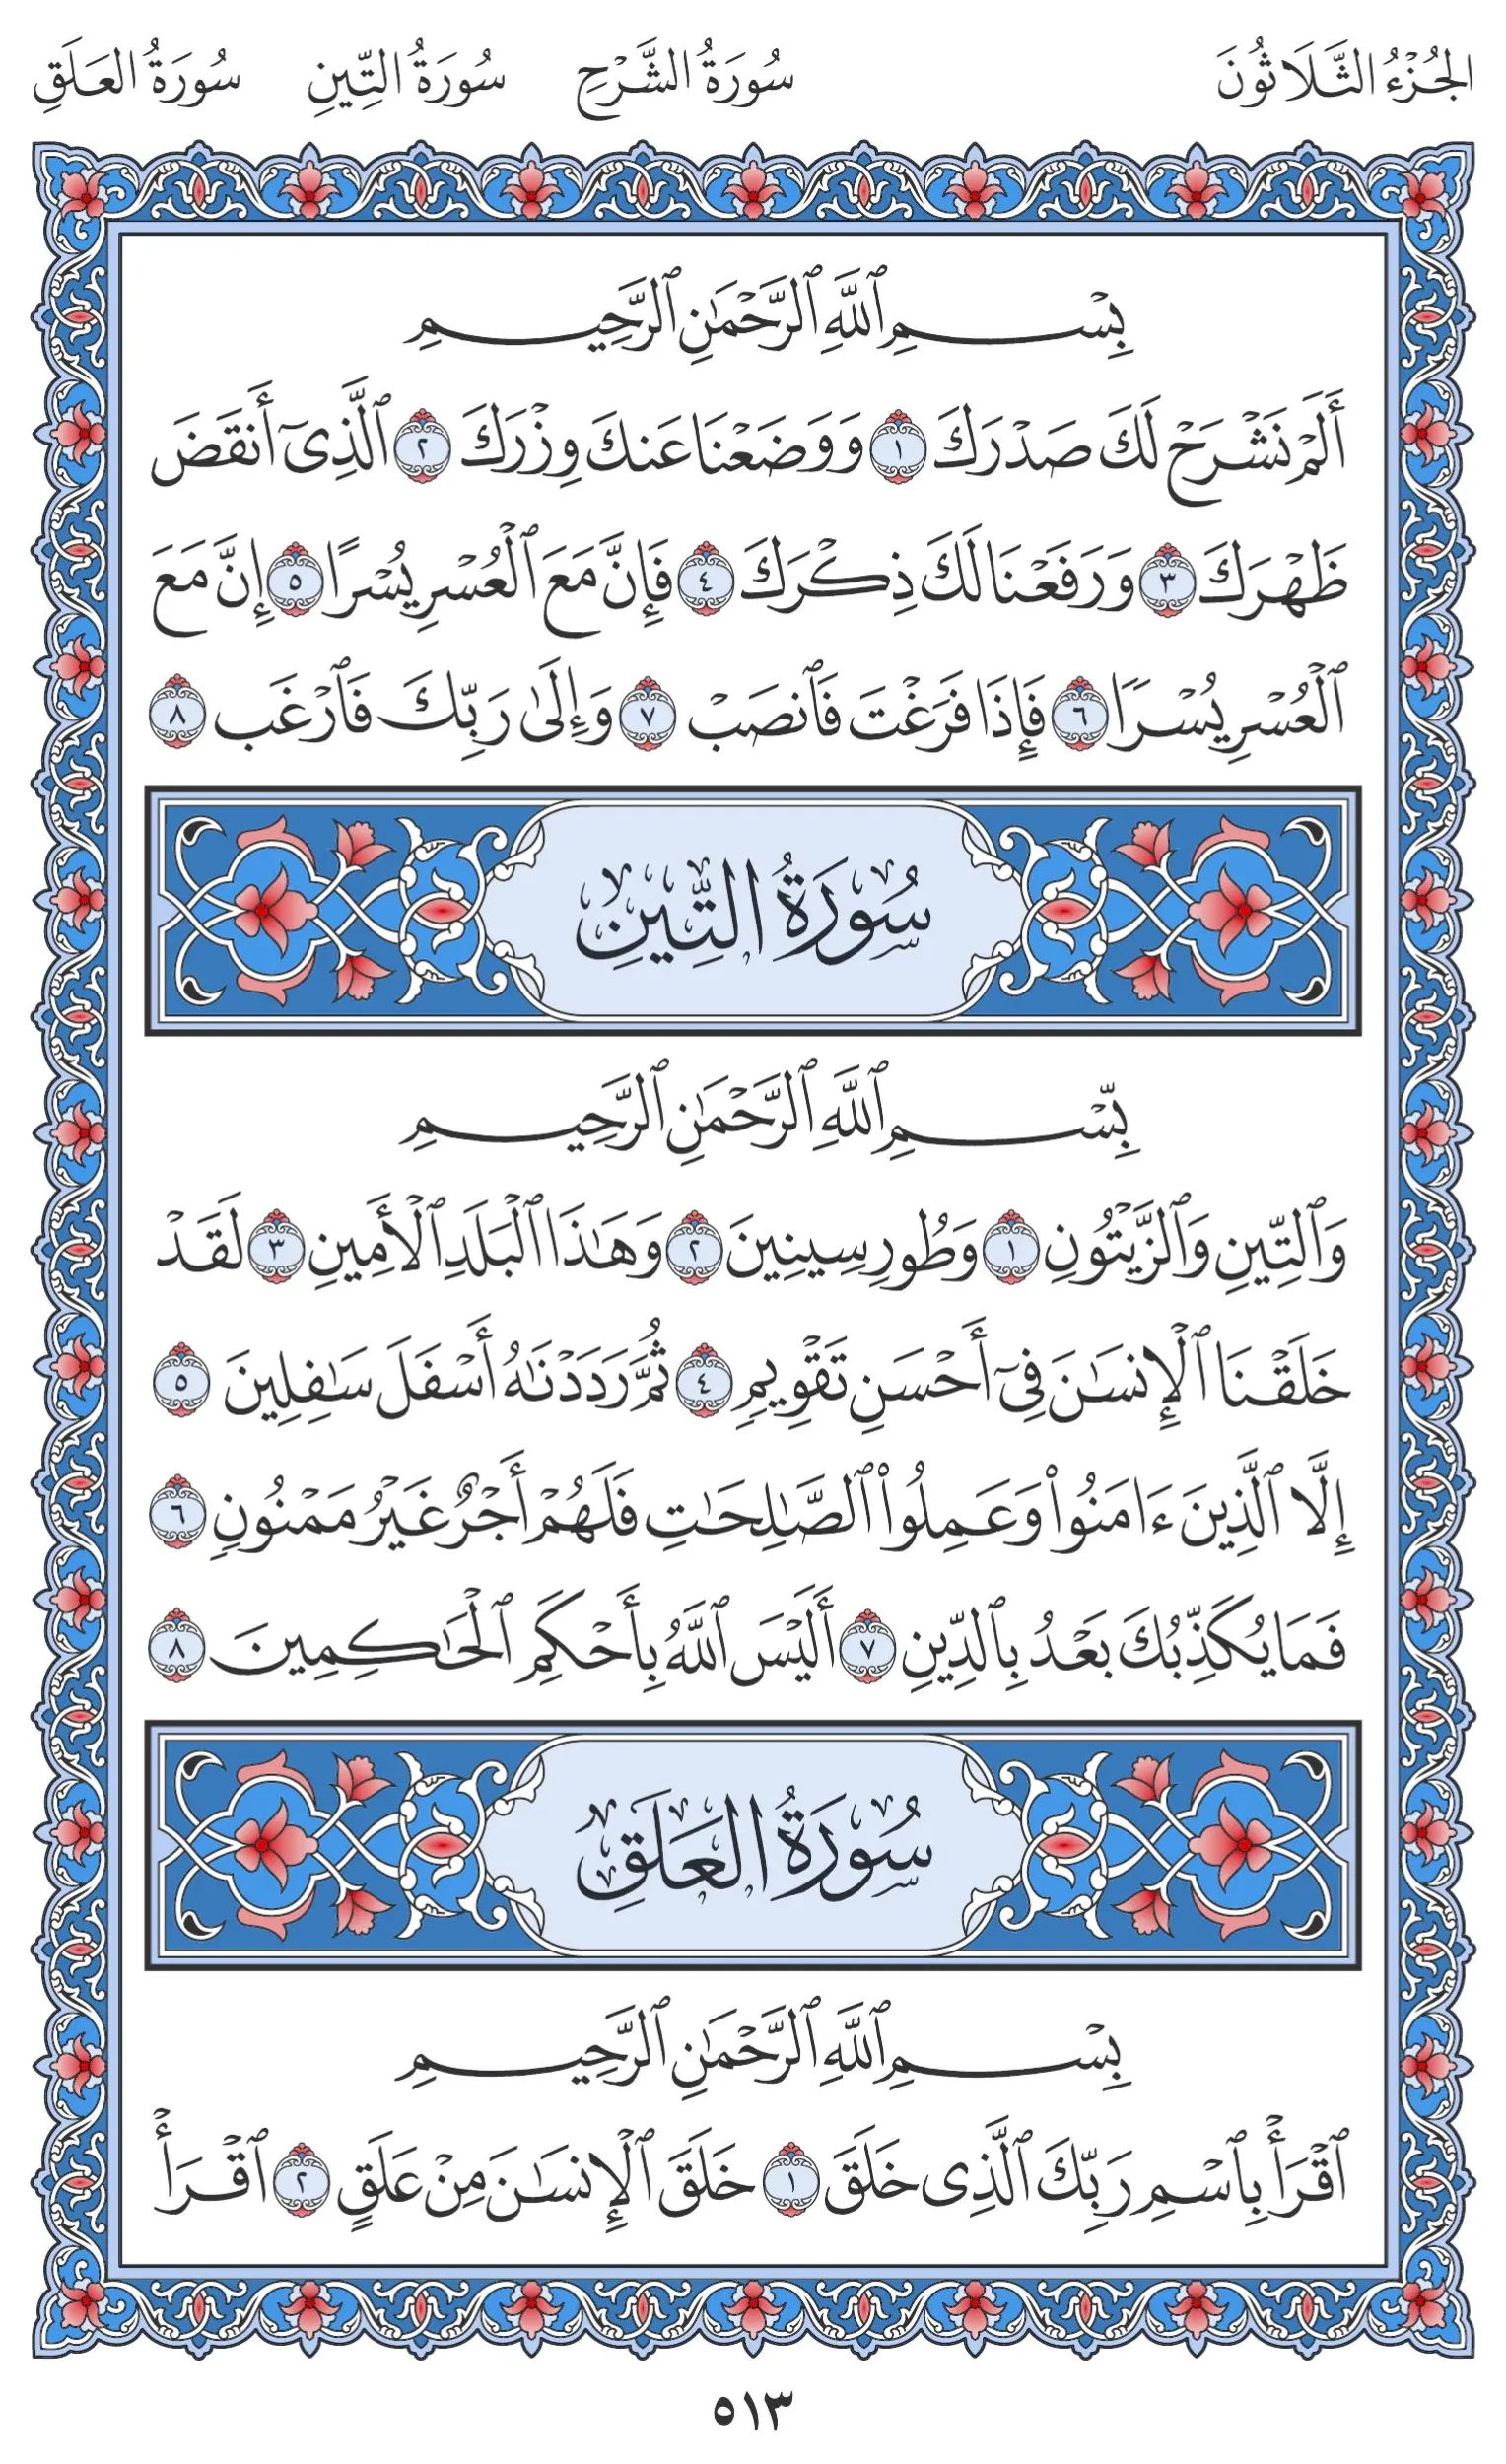 الجُزْءُ الثَّلَاثُونَ سُورَةُ الشَّرْحِ سُورَةُ التِّينِ سُورَةُ العَلَقِ
بِسْمِ ٱللَّهِ ٱلرَّحْمَٰنِ ٱلرَّحِيمِ
أَلَمْ نَشْرَحْ لَكَ صَدْرَكَ ١ وَوَضَعْنَا عَنكَ وِزْرَكَ ٢ ٱلَّذِىٓ أَنقَضَ
ظَهْرَكَ ٣ وَرَفَعْنَا لَكَ ذِكْرَكَ ٤ فَإِنَّ مَعَ ٱلْعُسْرِ يُسْرًا ٥ إِنَّ مَعَ
ٱلْعُسْرِ يُسْرًا ٦ فَإِذَا فَرَغْتَ فَٱنصَبْ ٧ وَإِلَىٰ رَبِّكَ فَٱرْغَب ٨
سُورَةُ التِّينِ
بِّسْمِ ٱللَّهِ ٱلرَّحْمَٰنِ ٱلرَّحِيمِ
وَٱلتِّينِ وَٱلزَّيْتُونِ ١ وَطُورِ سِينِينَ ٢ وَهَٰذَا ٱلْبَلَدِ ٱلْأَمِينِ ٣ لَقَدْ
خَلَقْنَا ٱلْإِنسَٰنَ فِىٓ أَحْسَنِ تَقْوِيمٍ ٤ ثُمَّ رَدَدْنَٰهُ أَسْفَلَ سَٰفِلِينَ ٥
إِلَّا ٱلَّذِينَ ءَامَنُوا۟ وَعَمِلُوا۟ ٱلصَّٰلِحَٰتِ فَلَهُمْ أَجْرٌ غَيْرُ مَمْنُونٍ ٦
فَمَا يُكَذِّبُكَ بَعْدُ بِٱلدِّينِ ٧ أَلَيْسَ ٱللَّهُ بِأَحْكَمِ ٱلْحَٰكِمِينَ ٨
سُورَةُ العَلَقِ
بِسْمِ ٱللَّهِ ٱلرَّحْمَٰنِ ٱلرَّحِيمِ
ٱقْرَأْ بِٱسْمِ رَبِّكَ ٱلَّذِى خَلَقَ ١ خَلَقَ ٱلْإِنسَٰنَ مِنْ عَلَقٍ ٢ ٱقْرَأْ
٥١٣